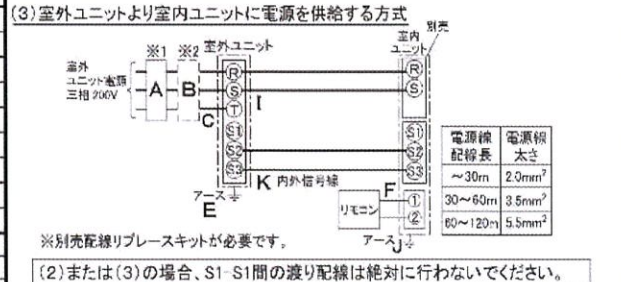 (3)室外ユニットより室内ユニットに電源を供給する方式
※1 ※2 室外ユニット
室内ユニット 別売
室外
ユニット電源
三相200V
A B C
R S T S1 S2 S3
I
K 内外信号線
R S S1 S2 S3
アース E
F
リモコン ① ②
アース J
電源線配線長 電源線太さ
~30m 2.0mm²
30~60m 3.5mm²
60~120m 5.5mm²
※別売配線リプレースキットが必要です。
(2)または(3)の場合、S1-S1間の渡り配線は絶対に行わないでください。